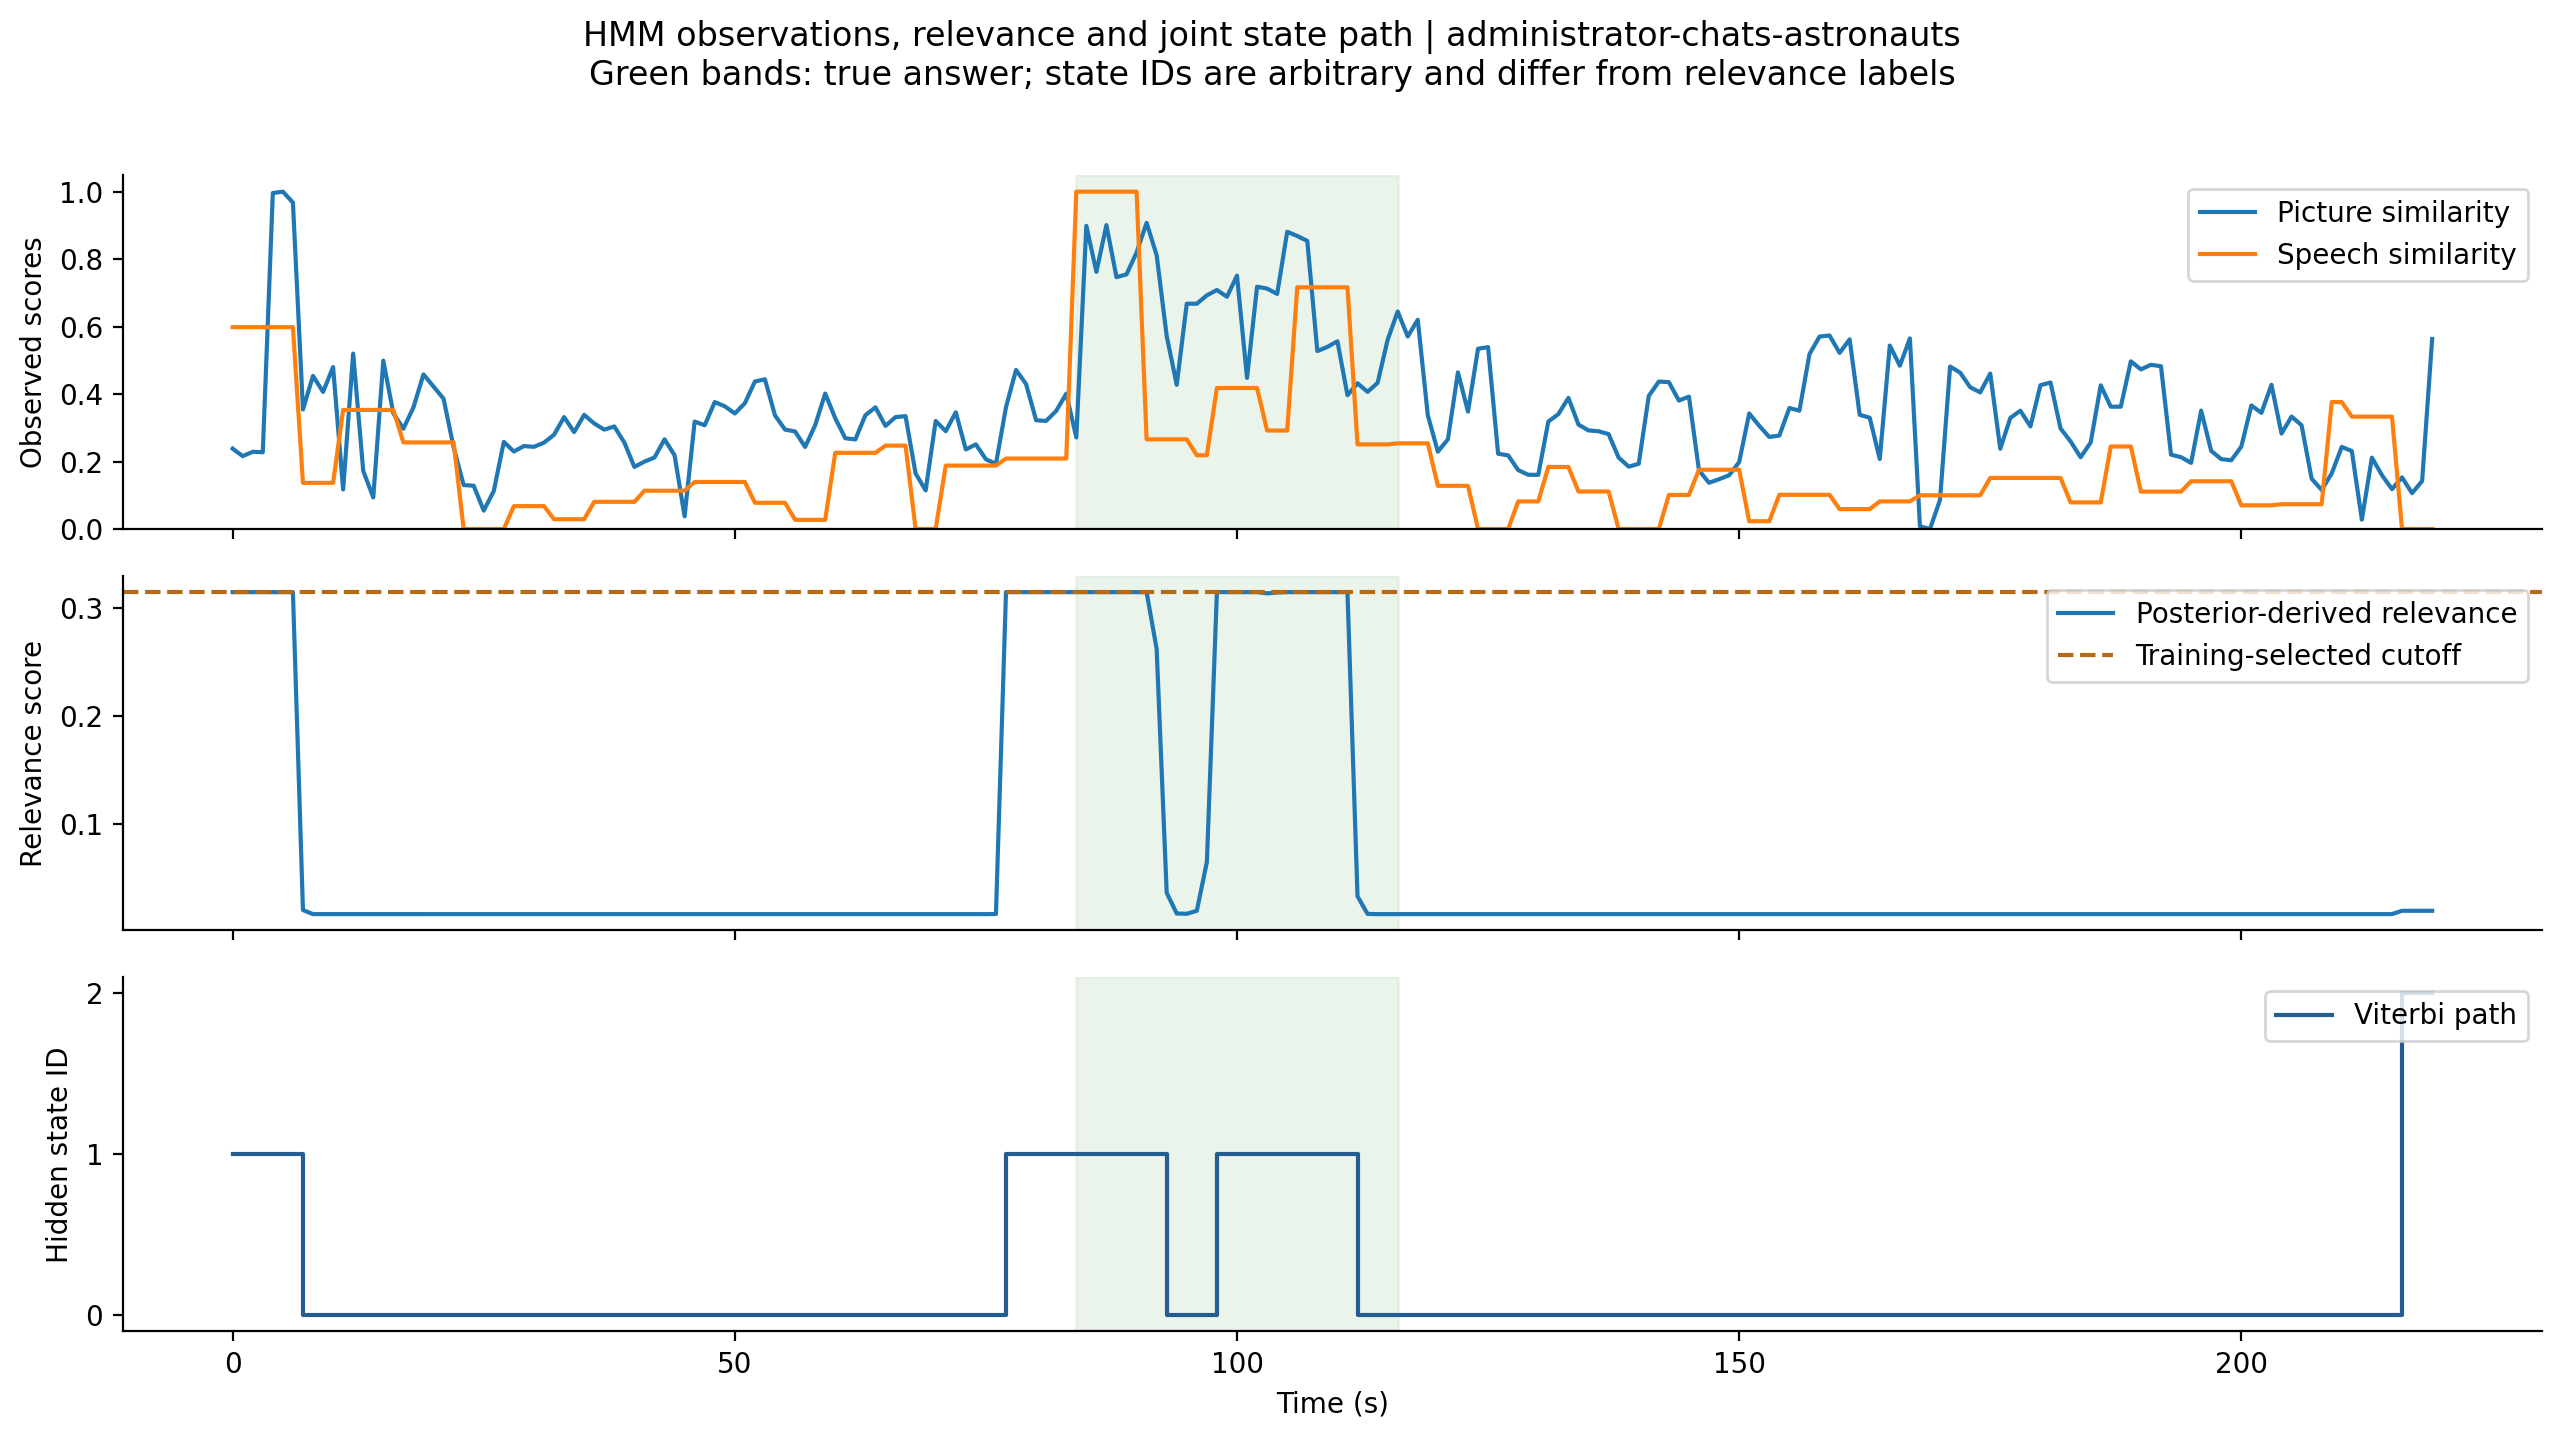 HMM observations, relevance and joint state path | administrator-chats-astronauts
Green bands: true answer; state IDs are arbitrary and differ from relevance labels
Observed scores
1.0
0.8
0.6
0.4
0.2
0.0
Picture similarity
Speech similarity
Relevance score
0.3
0.2
0.1
Posterior-derived relevance
Training-selected cutoff
Hidden state ID
2
1
0
Viterbi path
0 50 100 150 200
Time (s)